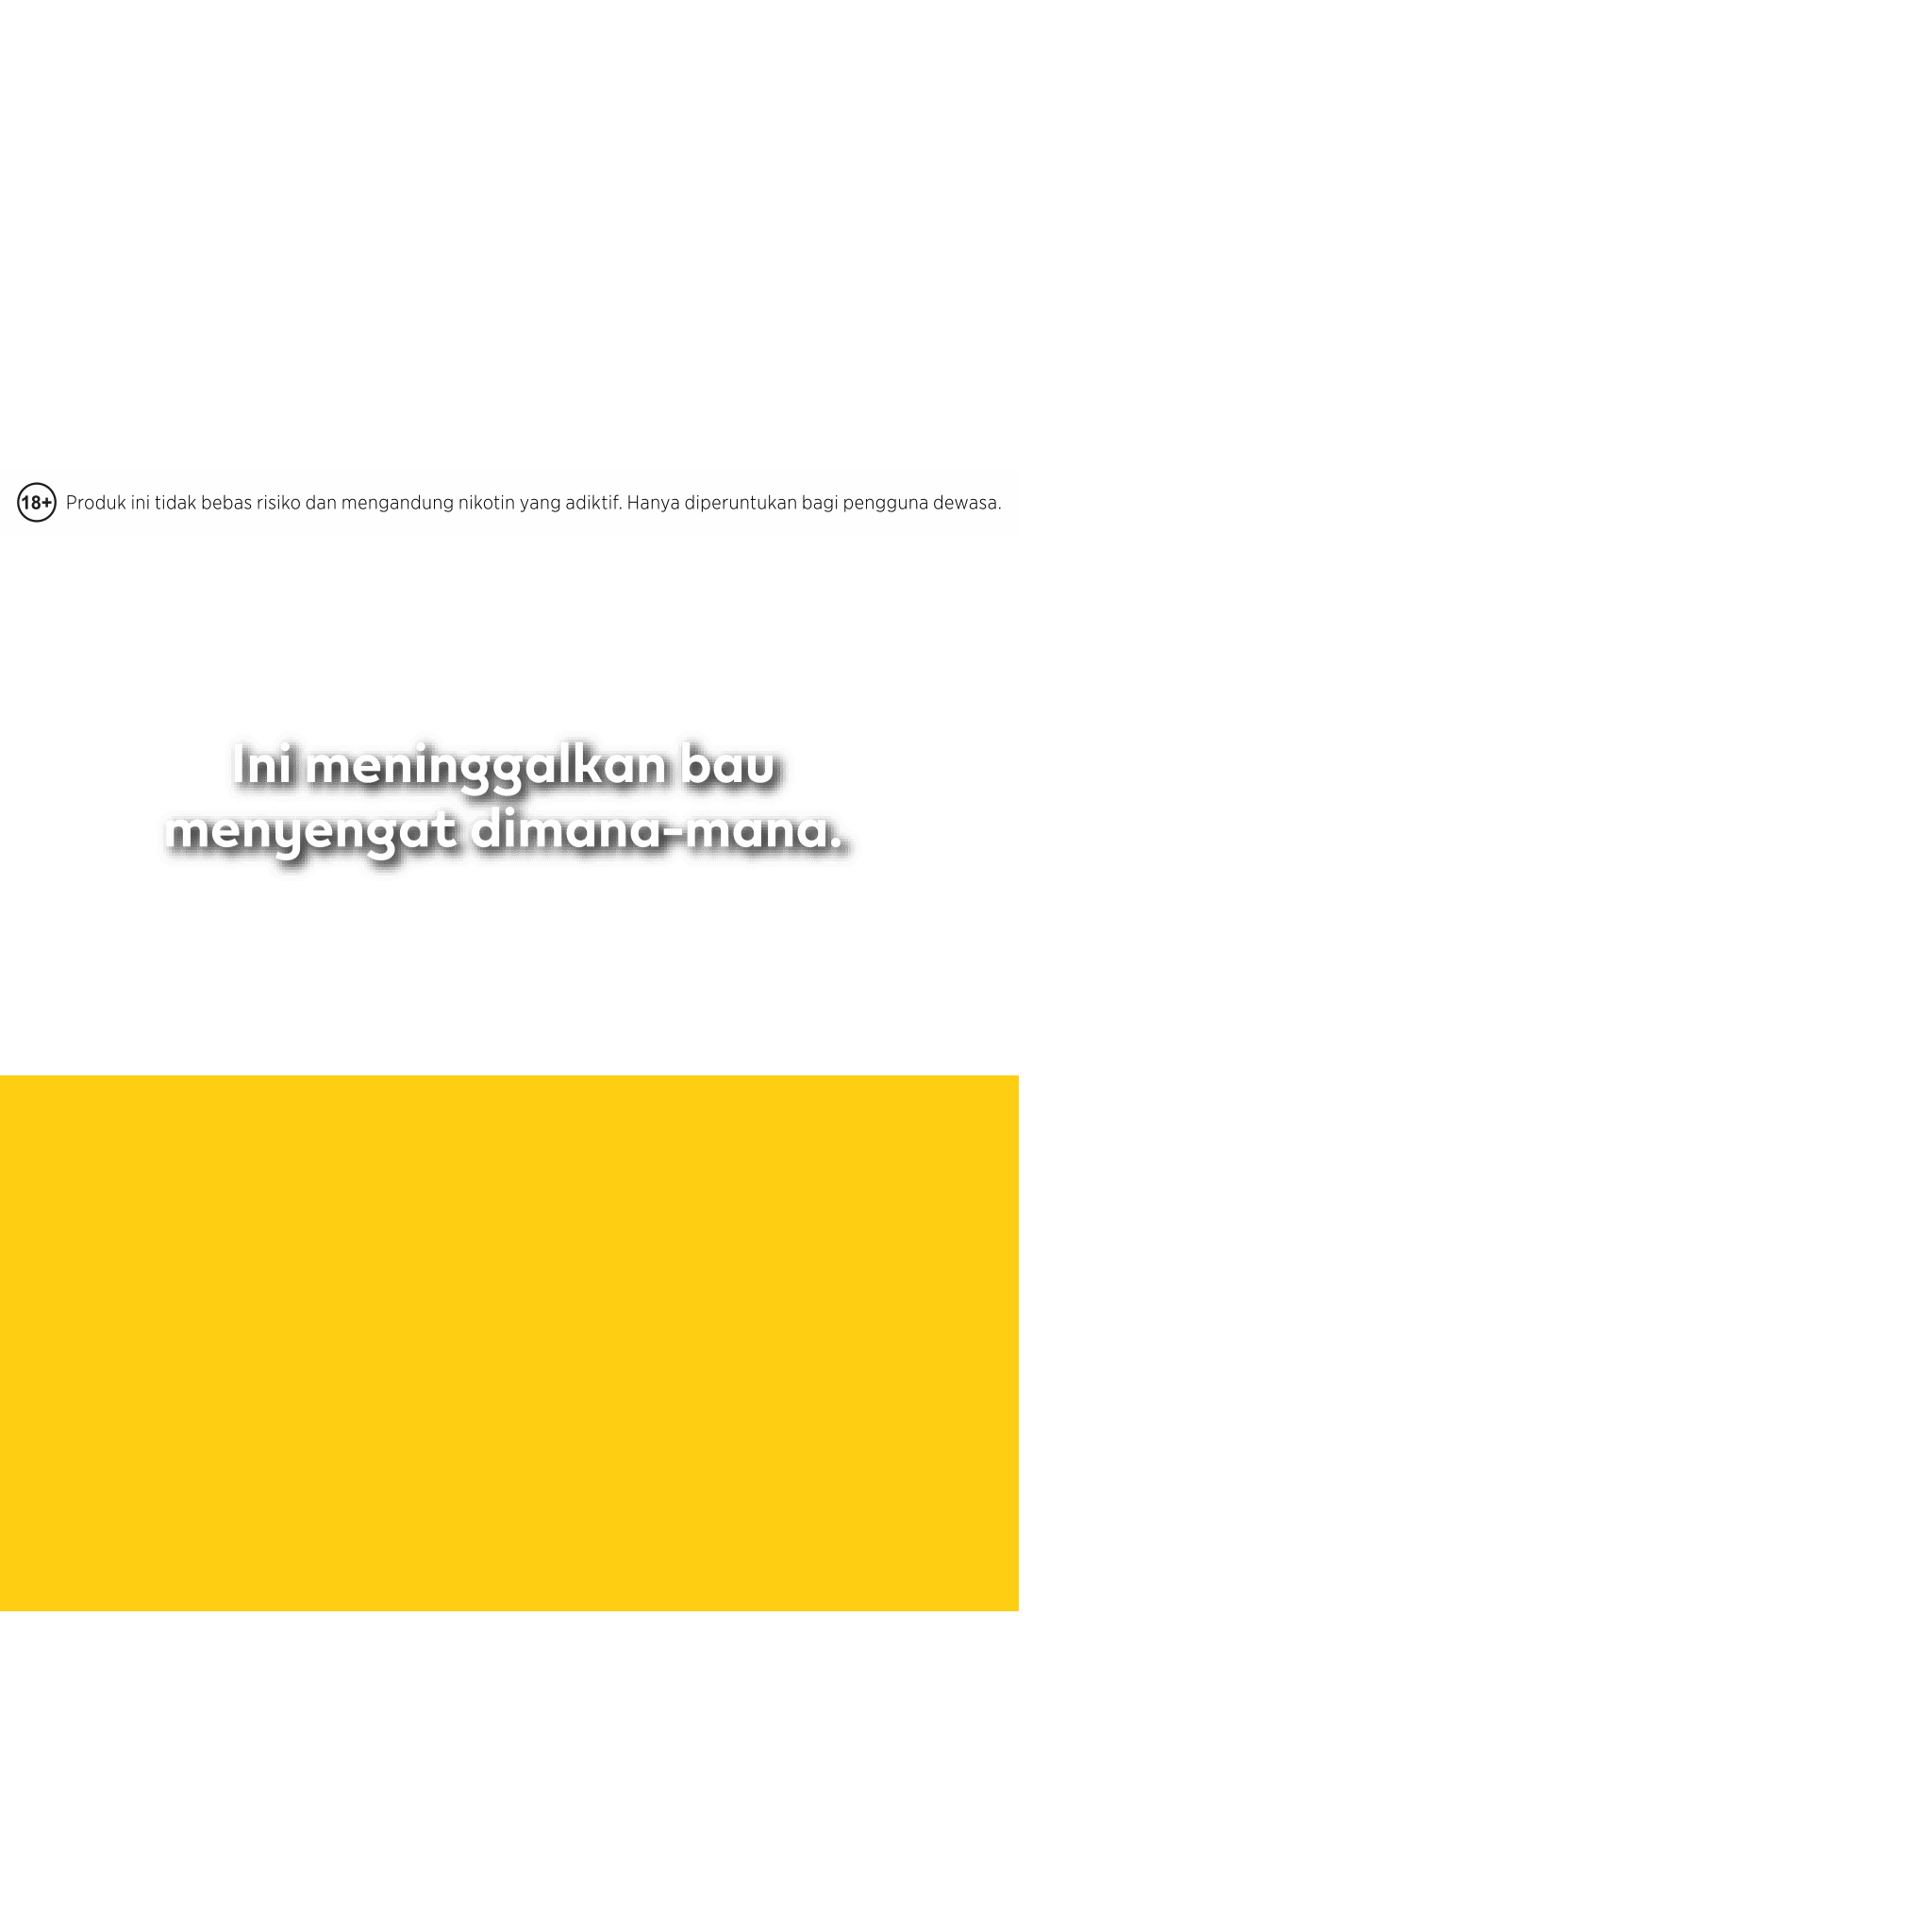 18+ Produk ini tidak bebas risiko dan mengandung nikotin yang adiktif. Hanya diperuntukan bagi pengguna dewasa.
Ini meninggalkan bau
menyengat dimana-mana.